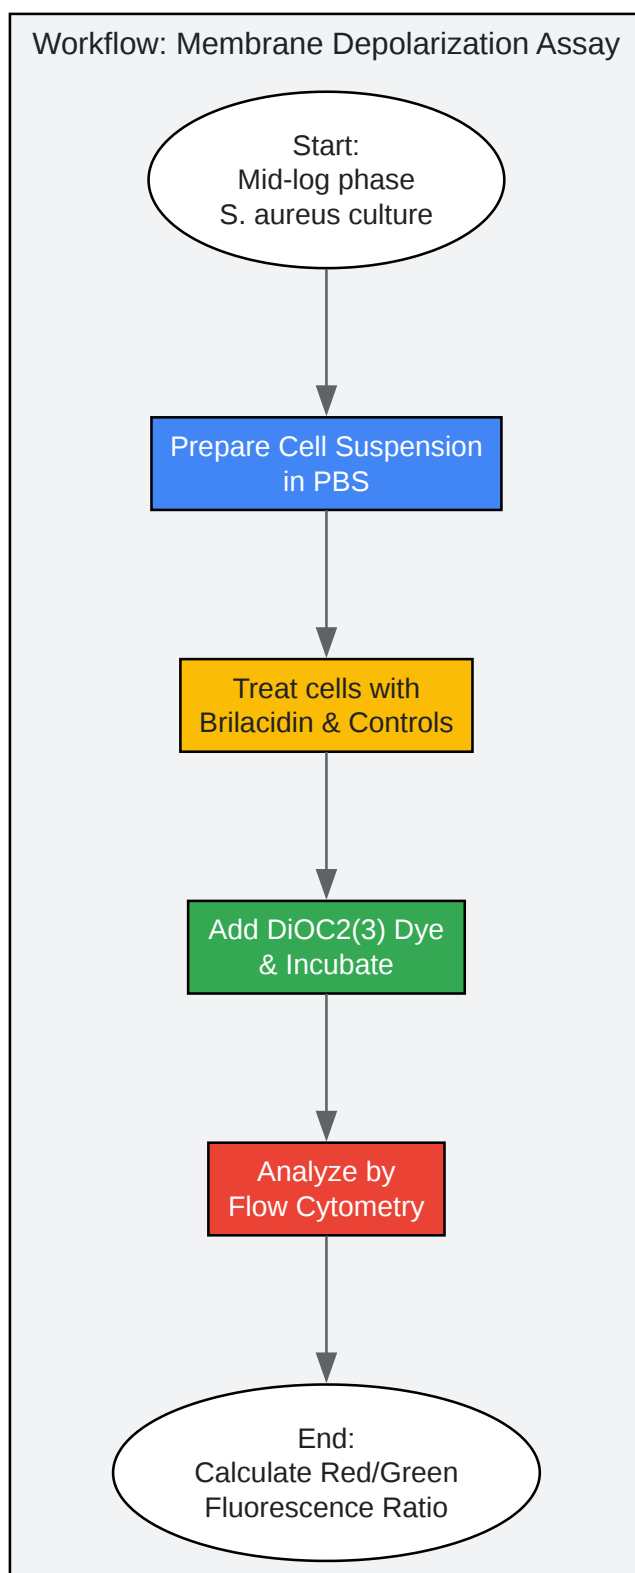 Workflow: Membrane Depolarization Assay
Start:
Mid-log phase
S. aureus culture
Prepare Cell Suspension
in PBS
Treat cells with
Brilacidin & Controls
Add DiOC2(3) Dye
& Incubate
Analyze by
Flow Cytometry
End:
Calculate Red/Green
Fluorescence Ratio